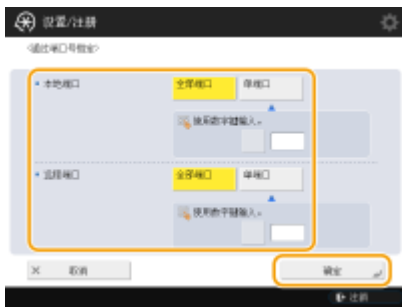 设置/注册
<通过端口号指定>
本地端口
全部端口
单端口
使用数字键输入。
远程端口
全部端口
单端口
使用数字键输入。
× 取消
确定
注销